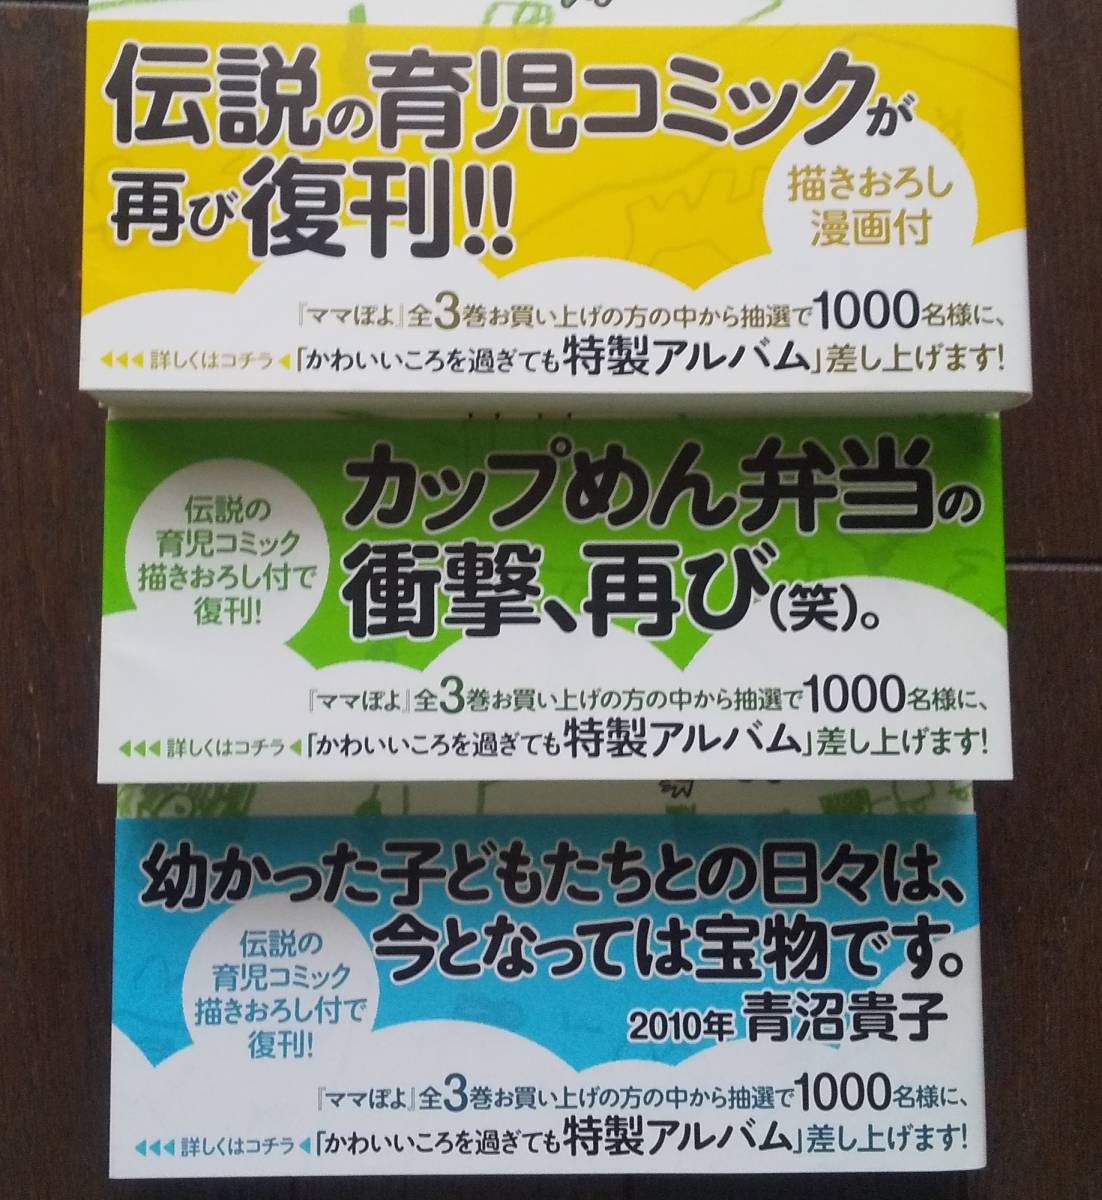 伝説の育児コミックが
再び復刊!!
描きおろし
漫画付
『ママぽよ』全3巻お買い上げの方の中から抽選で1000名様に、
◀◀◀ 詳しくはコチラ◀「かわいいころを過ぎても特製アルバム」差し上げます!
伝説の
育児コミック
描きおろし付で
復刊!
カップめん弁当の
衝撃、再び(笑)。
『ママぽよ』全3巻お買い上げの方の中から抽選で1000名様に、
◀◀◀ 詳しくはコチラ◀「かわいいころを過ぎても特製アルバム」差し上げます!
幼かった子どもたちとの日々は、
今となっては宝物です。
2010年 青沼貴子
伝説の
育児コミック
描きおろし付で
復刊!
『ママぽよ』全3巻お買い上げの方の中から抽選で1000名様に、
◀◀◀ 詳しくはコチラ◀「かわいいころを過ぎても特製アルバム」差し上げます!